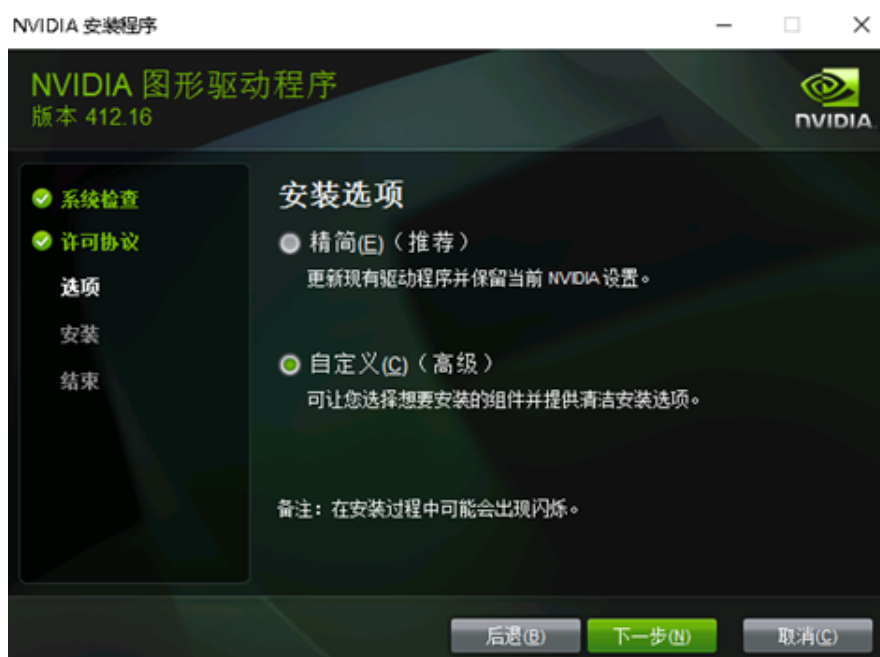 NVIDIA 安装程序
NVIDIA 图形驱动程序
版本 412.16
NVIDIA.
系统检查
许可协议
选项
安装
结束
安装选项
精简(E)（推荐）
更新现有驱动程序并保留当前 NVIDIA 设置。
自定义(C)（高级）
可让您选择想要安装的组件并提供清洁安装选项。
备注：在安装过程中可能会出现闪烁。
后退(B)
下一步(N)
取消(C)